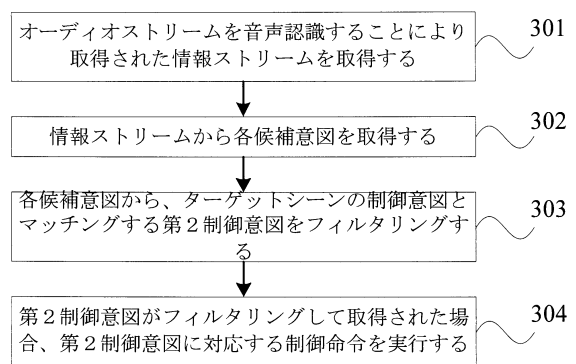 オーディオストリームを音声認識することにより
取得された情報ストリームを取得する
301
情報ストリームから各候補意図を取得する
302
各候補意図から、ターゲットシーンの制御意図と
マッチングする第2制御意図をフィルタリングす
る
303
第2制御意図がフィルタリングして取得された場
合、第2制御意図に対応する制御命令を実行する
304